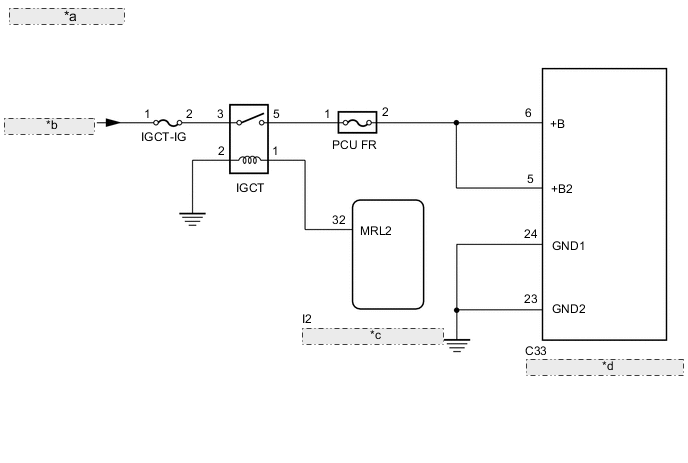 *a
*b
1 2 3 5 1 2 6 +B
IGCT-IG
PCU FR
2 1
IGCT
5 +B2
32 MRL2
24 GND1
23 GND2
I2
*c
C33
*d